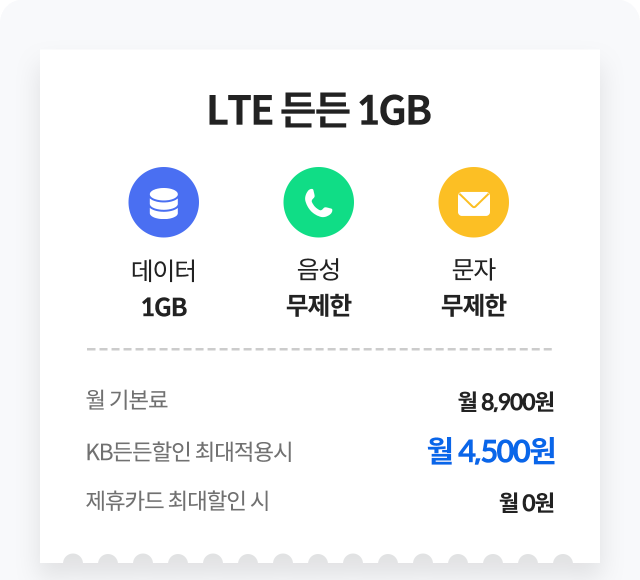 LTE 든든 1GB
데이터 음성 문자
1GB 무제한 무제한
월 기본료 월 8,900원
KB든든할인 최대적용시 월 4,500원
제휴카드 최대할인 시 월 0원